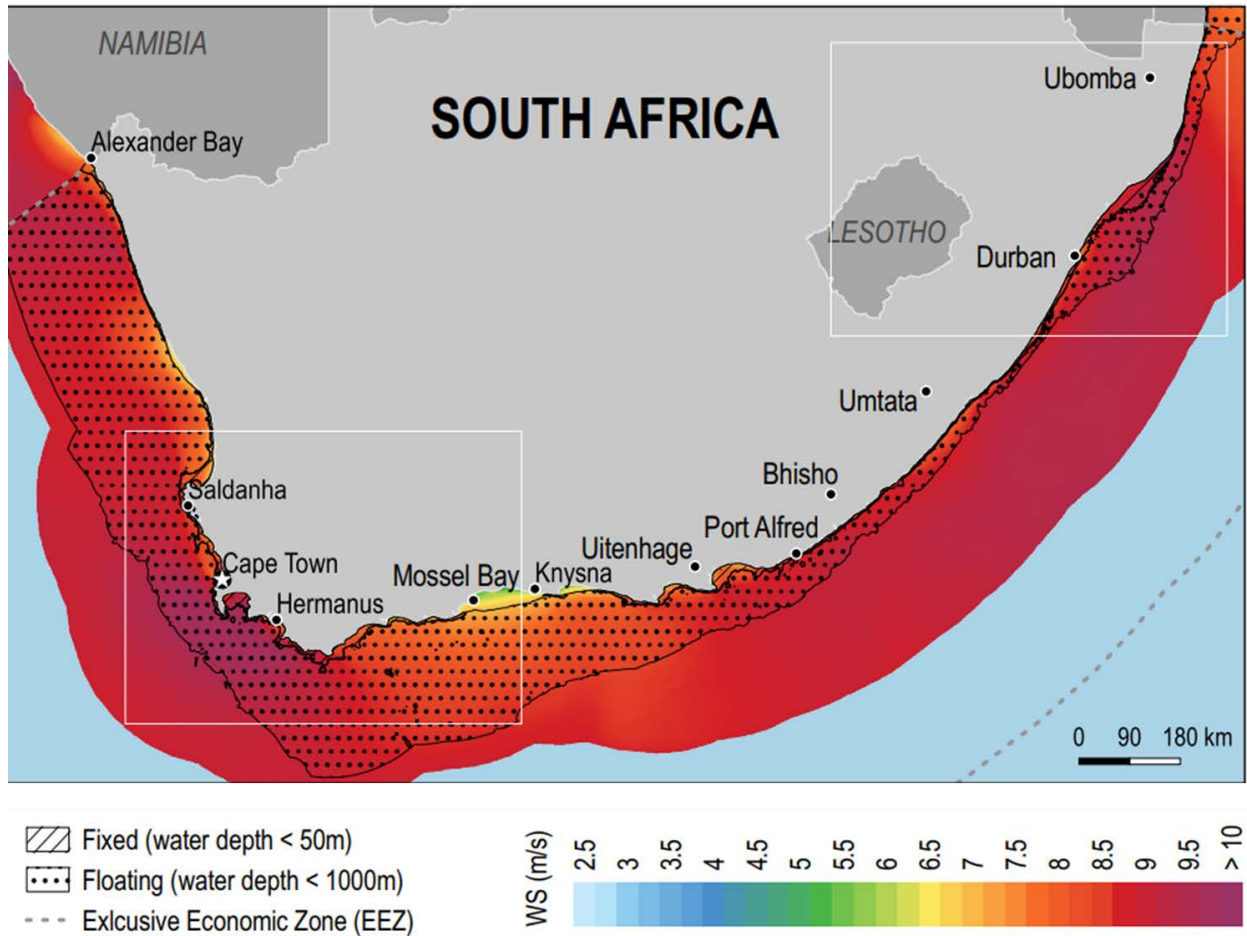 NAMIBIA
Ubomba
SOUTH AFRICA
Alexander Bay
LESOTHO
Durban
Umtata
Bhisho
Saldanha
Port Alfred
Uitenhage
Cape Town
Mossel Bay
Knysna
Hermanus
0 90 180 km
Fixed (water depth < 50m)
Floating (water depth < 1000m)
Exlcusive Economic Zone (EEZ)
WS (m/s)
2.5 3 3.5 4 4.5 5 5.5 6 6.5 7 7.5 8 8.5 9 9.5 > 10